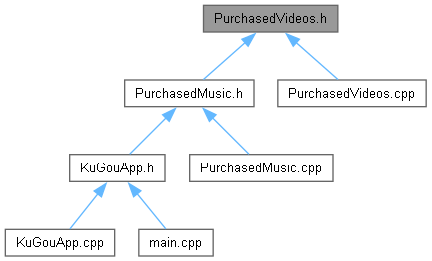 PurchasedVideos.h
PurchasedMusic.h
PurchasedVideos.cpp
KuGouApp.h
PurchasedMusic.cpp
KuGouApp.cpp
main.cpp